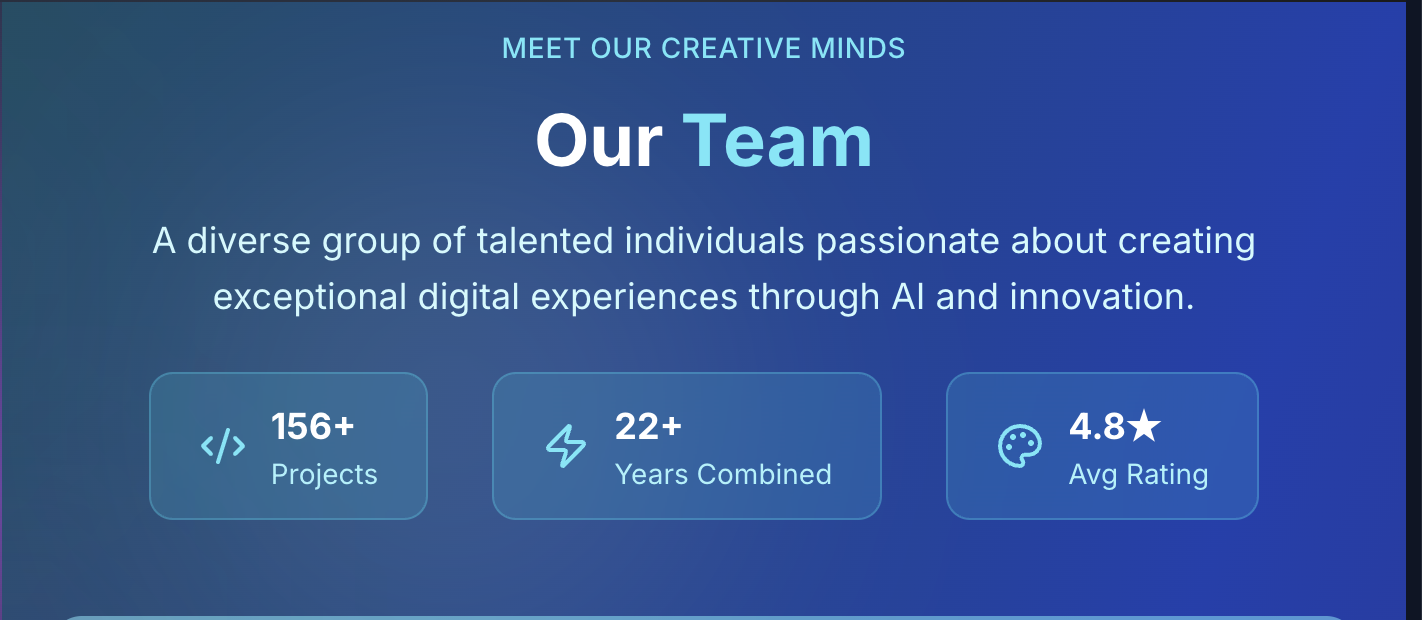 MEET OUR CREATIVE MINDS
Our Team
A diverse group of talented individuals passionate about creating
exceptional digital experiences through AI and innovation.
156+
Projects
22+
Years Combined
4.8★
Avg Rating